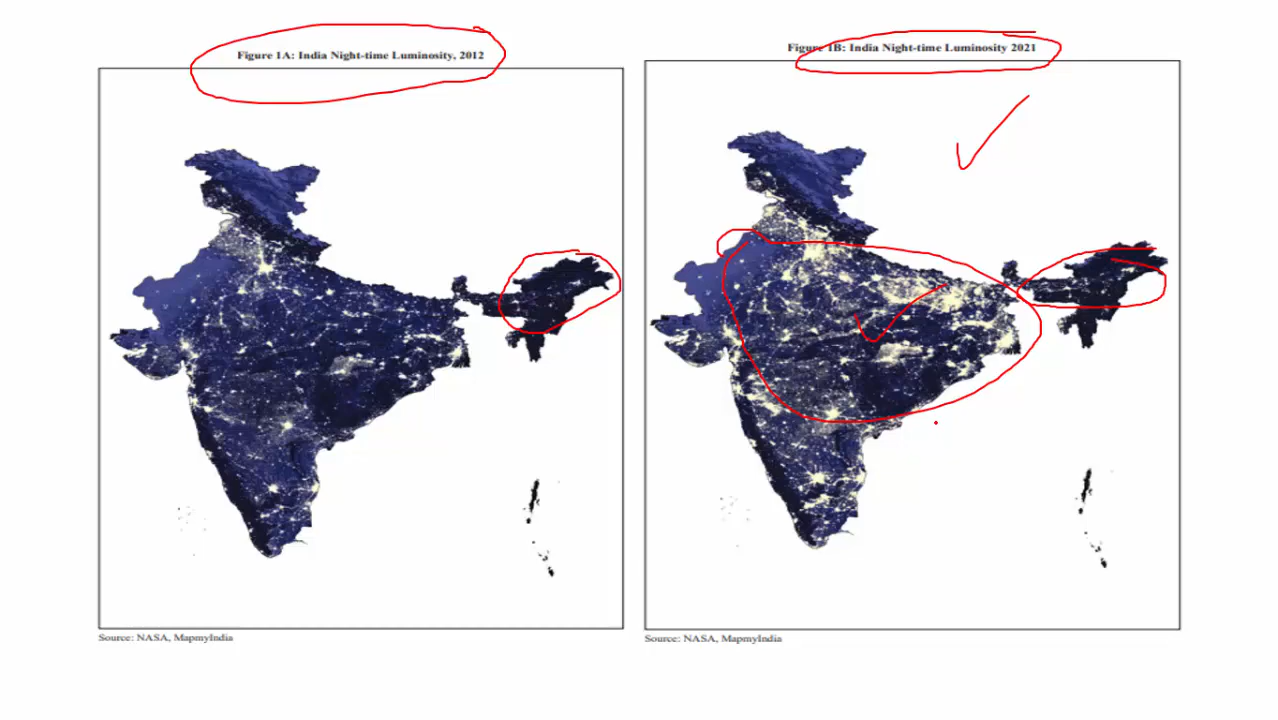 Figure 1A: India Night-time Luminosity, 2012
Figure 1B: India Night-time Luminosity 2021
Source: NASA, MapmyIndia
Source: NASA, MapmyIndia